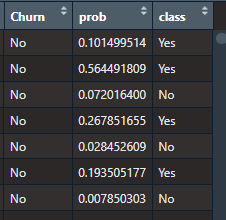 Churn prob class
No 0.101499514 Yes
No 0.564491809 Yes
No 0.072016400 No
No 0.267851655 Yes
No 0.028452609 No
No 0.193505177 Yes
No 0.007850303 No